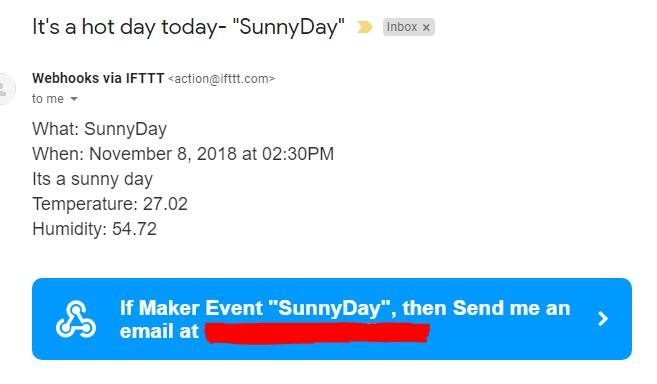 It's a hot day today- "SunnyDay" Inbox x
Webhooks via IFTTT <action@ifttt.com>
to me
What: SunnyDay
When: November 8, 2018 at 02:30PM
Its a sunny day
Temperature: 27.02
Humidity: 54.72
If Maker Event "SunnyDay", then Send me an
email at